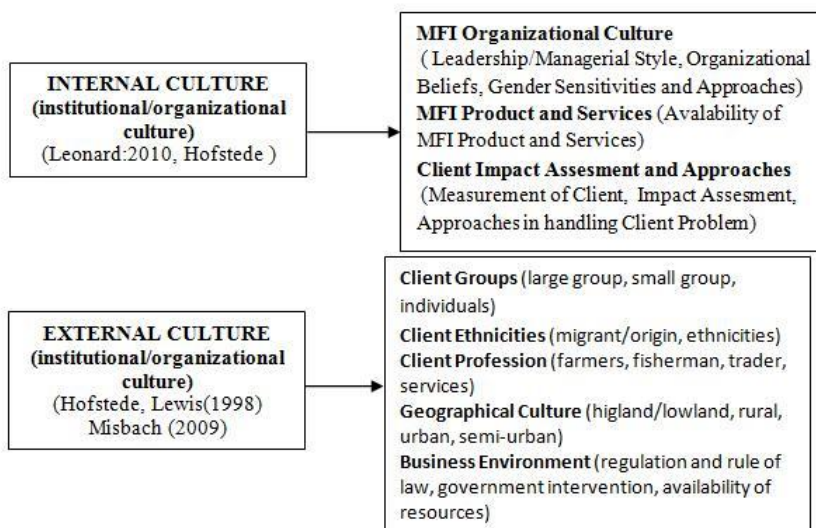 INTERNAL CULTURE
(institutional/organizational
culture)
(Leonard:2010, Hofstede )
MFI Organizational Culture
( Leadership/Managerial Style, Organizational
Beliefs, Gender Sensitivities and Approaches)
MFI Product and Services (Avalability of
MFI Product and Services)
Client Impact Assesment and Approaches
(Measurement of Client, Impact Assesment,
Approaches in handling Client Problem)
EXTERNAL CULTURE
(institutional/organizational
culture)
(Hofstede, Lewis(1998)
Misbach (2009)
Client Groups (large group, small group,
individuals)
Client Ethnicities (migrant/origin, ethnicities)
Client Profession (farmers, fisherman, trader,
services)
Geographical Culture (higland/lowland, rural,
urban, semi-urban)
Business Environment (regulation and rule of
law, government intervention, availability of
resources)